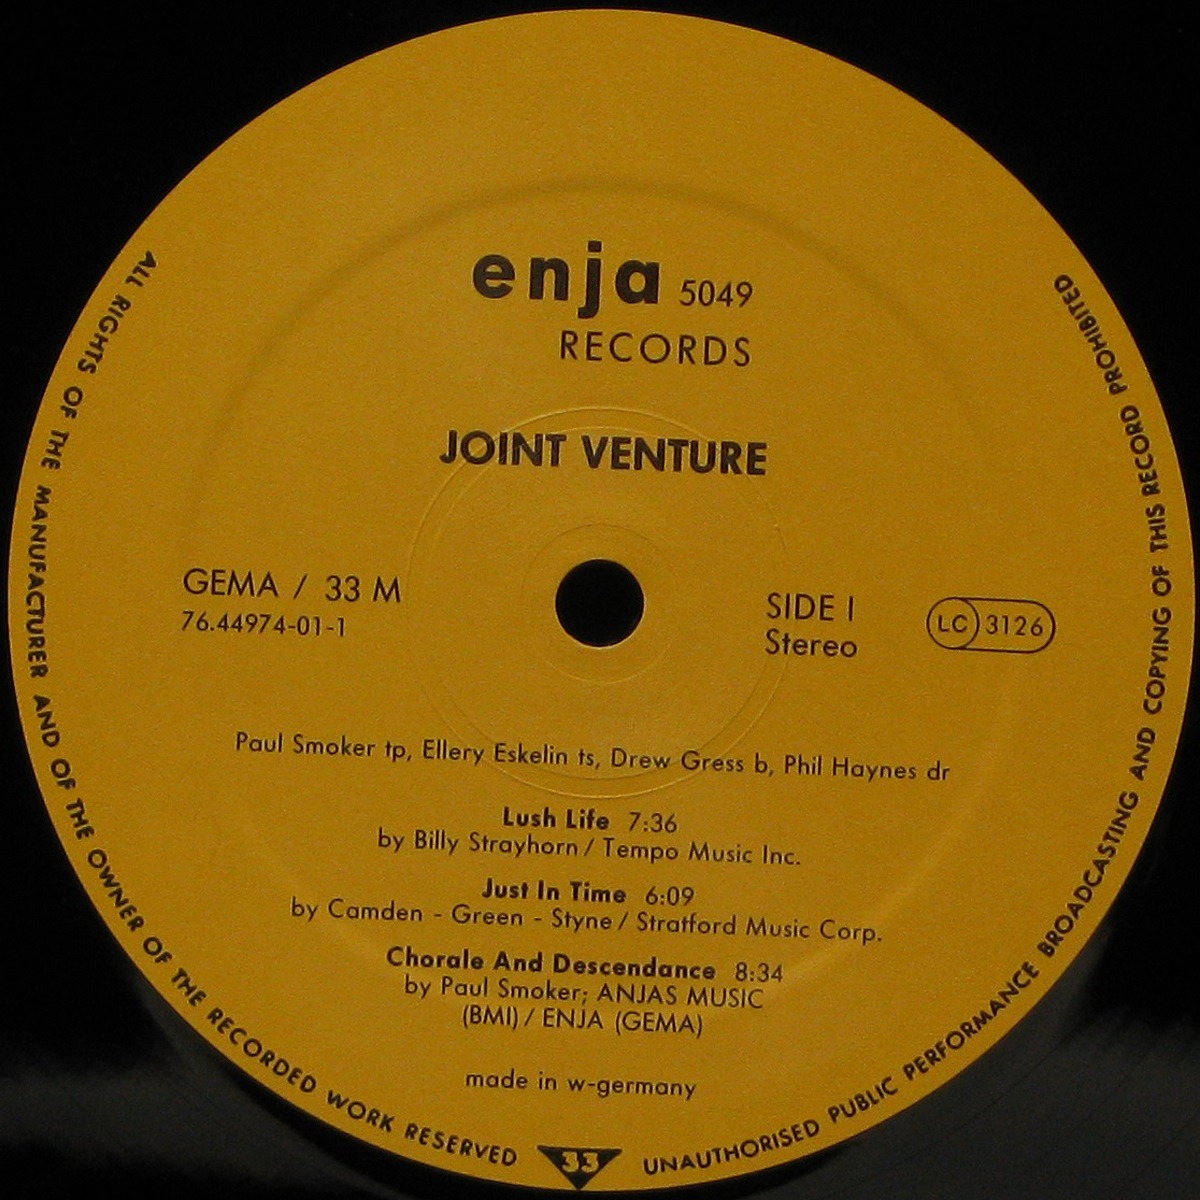 enja 5049
RECORDS
JOINT VENTURE
GEMA / 33 M
76.44974-01-1
SIDE I
Stereo
LC 3126
Paul Smoker tp, Ellery Eskelin ts, Drew Gress b, Phil Haynes dr
Lush Life 7:36
by Billy Strayhorn / Tempo Music Inc.
Just In Time 6:09
by Camden - Green - Styne / Stratford Music Corp.
Chorale And Descendance 8:34
by Paul Smoker; ANJAS MUSIC
(BMI) / ENJA (GEMA)
made in w-germany
ALL RIGHTS OF THE MANUFACTURER AND OF THE OWNER OF THE RECORDED WORK RESERVED
33
UNAUTHORISED PUBLIC PERFORMANCE BROADCASTING AND COPYING OF THIS RECORD PROHIBITED